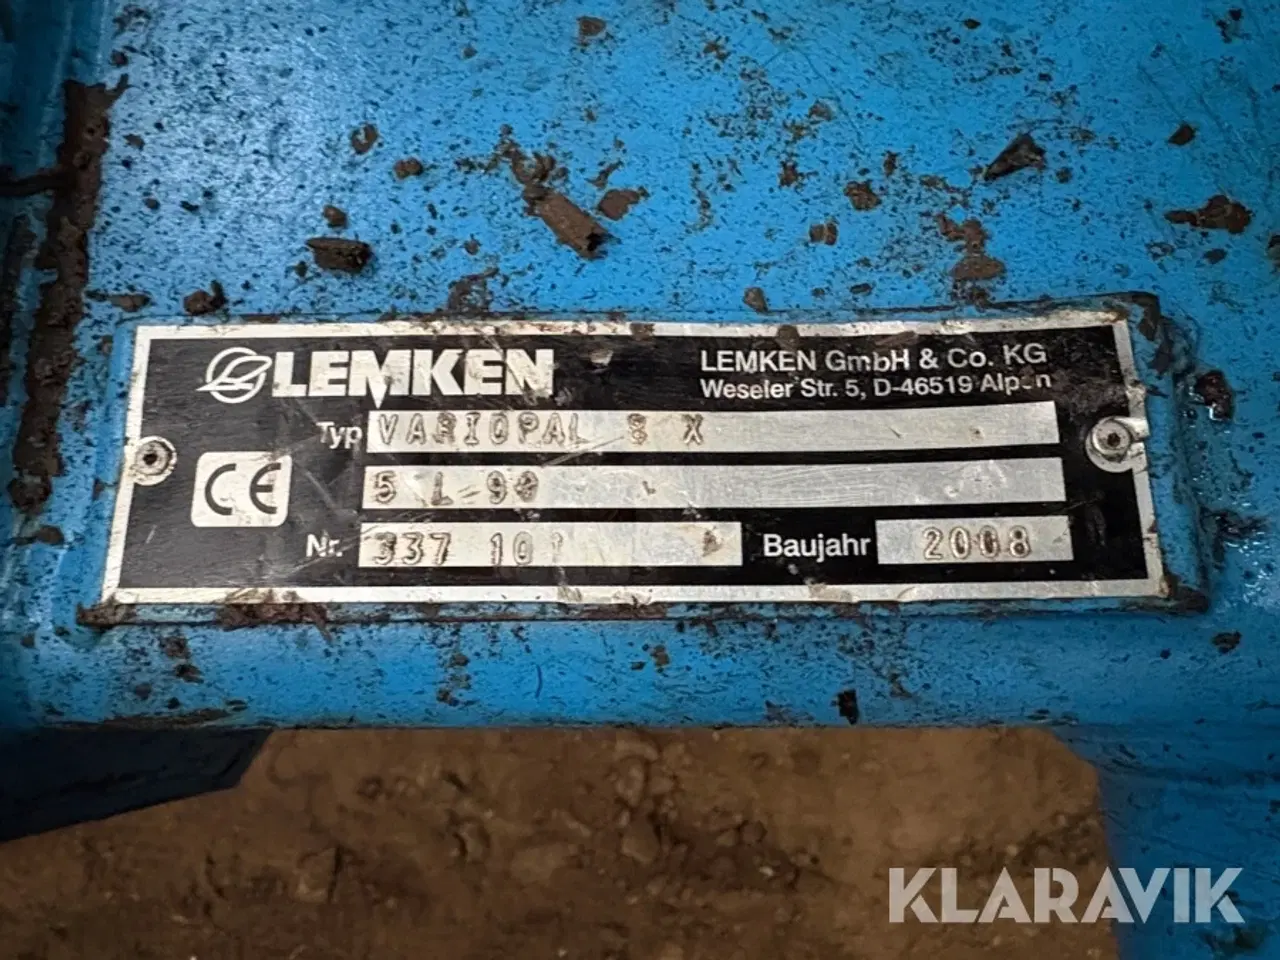 LEMKEN
LEMKEN GmbH & Co. KG
Weseler Str. 5, D-46519 Alpen
Typ VARIOPAL 8 X
CE
5 L 90
Nr. 337 101
Baujahr 2008
KLARAVIK